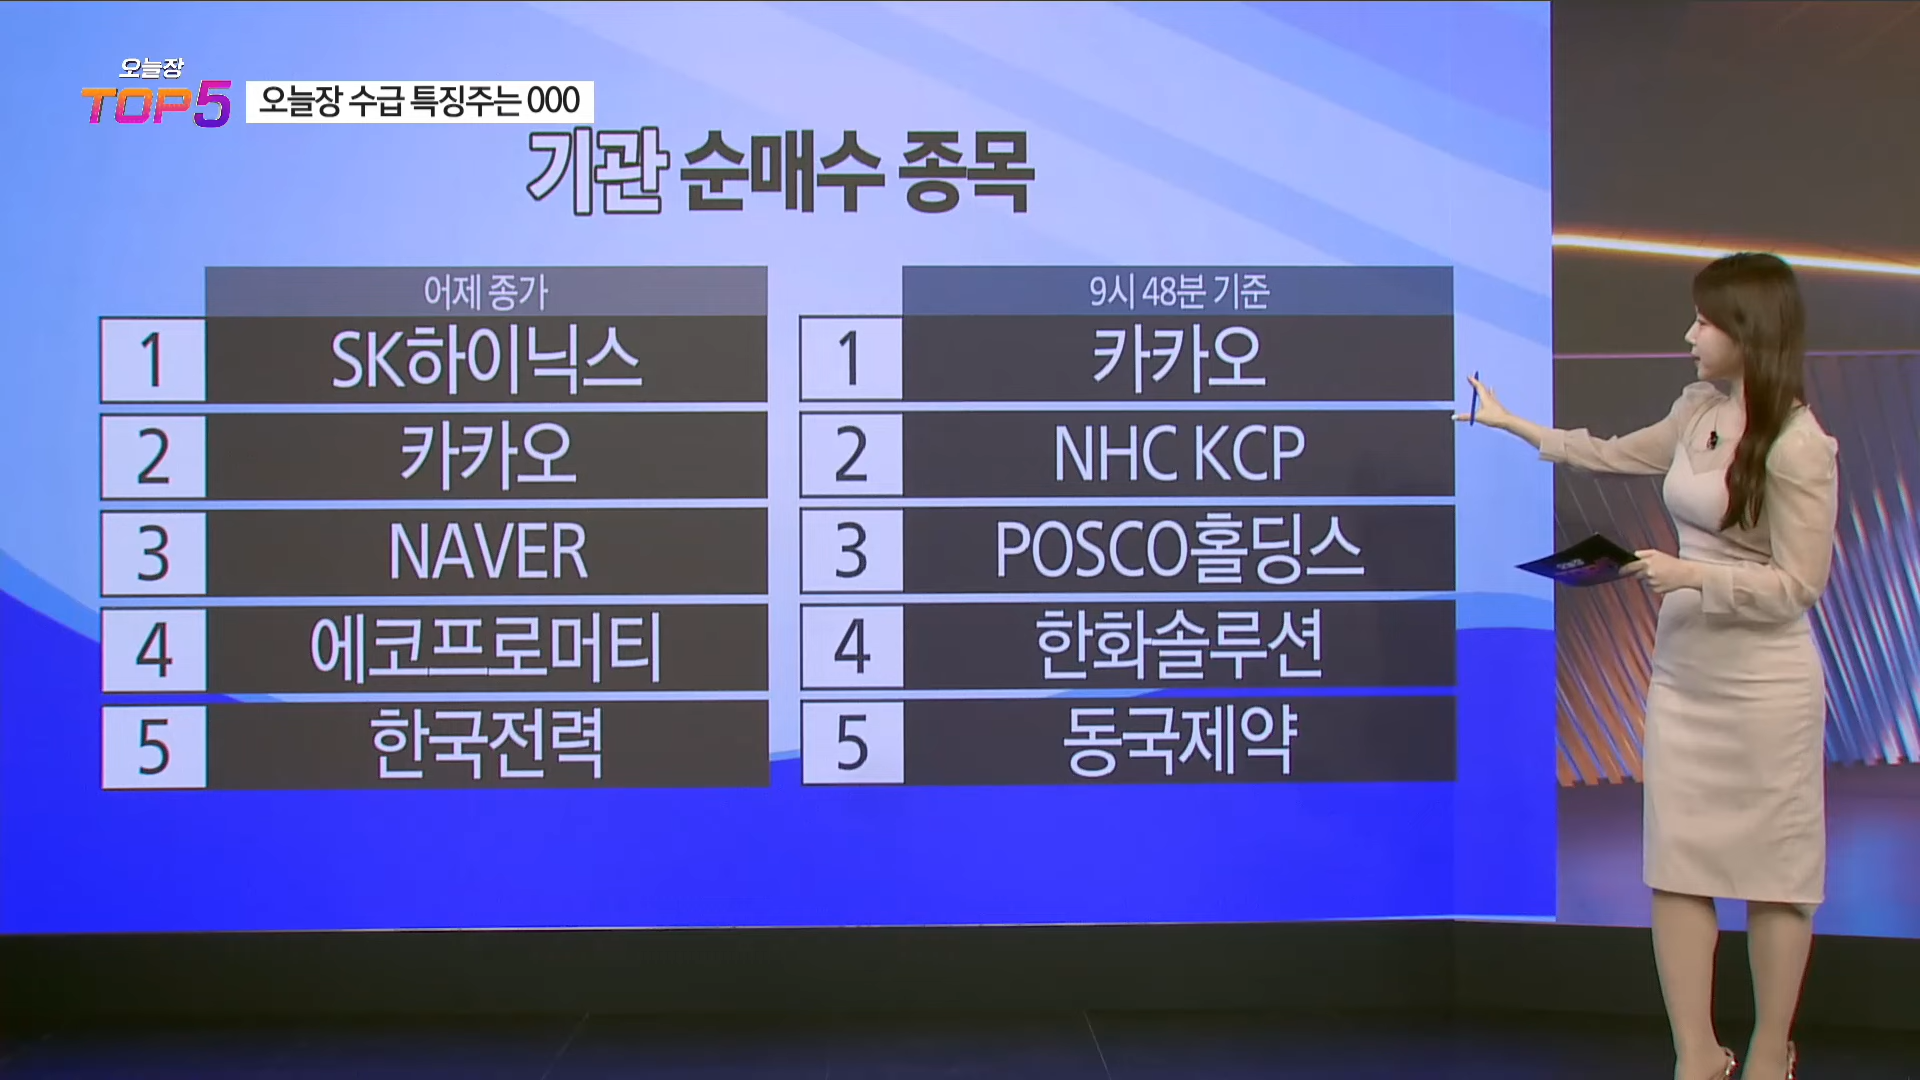 오늘장
TOP5
오늘장 수급 특징주는 000
기관 순매수 종목
어제 종가
1 SK하이닉스
2 카카오
3 NAVER
4 에코프로머티
5 한국전력
9시 48분 기준
1 카카오
2 NHC KCP
3 POSCO홀딩스
4 한화솔루션
5 동국제약